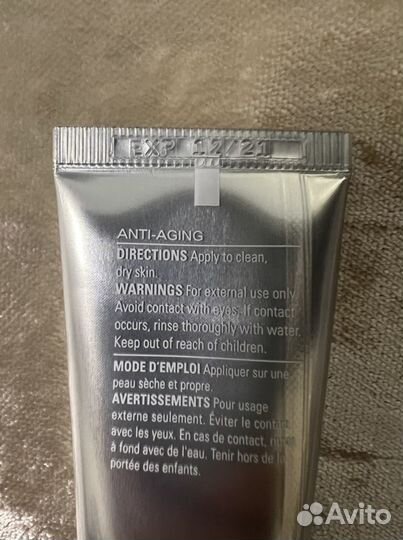 EXP 12/21
ANTI-AGING
DIRECTIONS Apply to clean,
dry skin.
WARNINGS For external use only.
Avoid contact with eyes. If contact
occurs, rinse thoroughly with water.
Keep out of reach of children.
MODE D'EMPLOI Appliquer sur une
peau sèche et propre.
AVERTISSEMENTS Pour usage
externe seulement. Éviter le contact
avec les yeux. En cas de contact,
à fond avec de l'eau. Tenir hors de la
portée des enfants.
Avito